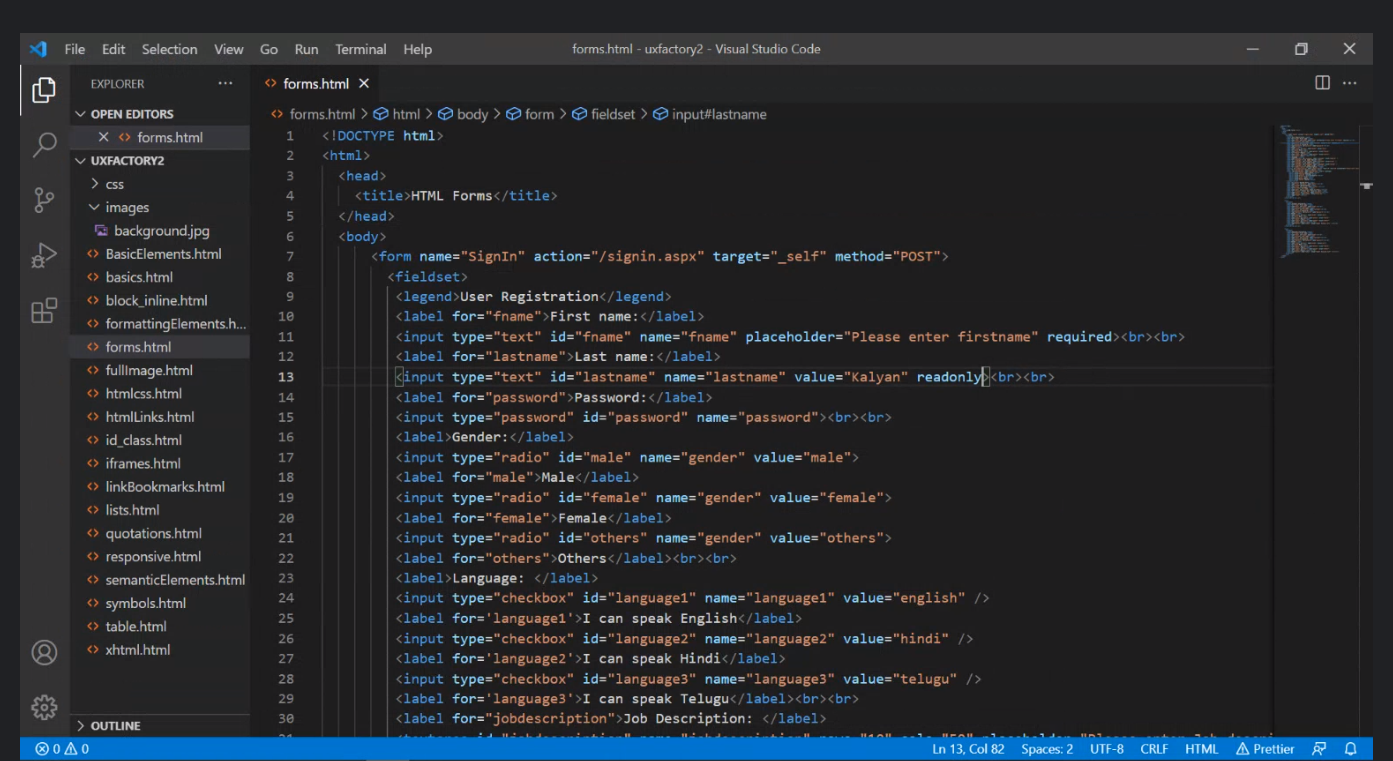 File Edit Selection View Go Run Terminal Help forms.html - uxfactory2 - Visual Studio Code
EXPLORER
OPEN EDITORS
forms.html
UXFACTORY2
css
images
background.jpg
BasicElements.html
basics.html
block_inline.html
formattingElements.h...
forms.html
fullImage.html
htmlcss.html
htmlLinks.html
id_class.html
iframes.html
linkBookmarks.html
lists.html
quotations.html
responsive.html
semanticElements.html
symbols.html
table.html
xhtml.html
OUTLINE
forms.html
forms.html > html > body > form > fieldset > input#lastname
1 <!DOCTYPE html>
2 <html>
3 <head>
4 <title>HTML Forms</title>
5 </head>
6 <body>
7 <form name="SignIn" action="/signin.aspx" target="_self" method="POST">
8 <fieldset>
9 <legend>User Registration</legend>
10 <label for="fname">First name:</label>
11 <input type="text" id="fname" name="fname" placeholder="Please enter firstname" required><br><br>
12 <label for="lastname">Last name:</label>
13 <input type="text" id="lastname" name="lastname" value="Kalyan" readonly><br><br>
14 <label for="password">Password:</label>
15 <input type="password" id="password" name="password"><br><br>
16 <label>Gender:</label>
17 <input type="radio" id="male" name="gender" value="male">
18 <label for="male">Male</label>
19 <input type="radio" id="female" name="gender" value="female">
20 <label for="female">Female</label>
21 <input type="radio" id="others" name="gender" value="others">
22 <label for="others">Others</label><br><br>
23 <label>Language: </label>
24 <input type="checkbox" id="language1" name="language1" value="english" />
25 <label for='language1'>I can speak English</label>
26 <input type="checkbox" id="language2" name="language2" value="hindi" />
27 <label for='language2'>I can speak Hindi</label>
28 <input type="checkbox" id="language3" name="language3" value="telugu" />
29 <label for='language3'>I can speak Telugu</label><br><br>
30 <label for="jobdescription">Job Description: </label>
0 0 Ln 13, Col 82 Spaces: 2 UTF-8 CRLF HTML Prettier